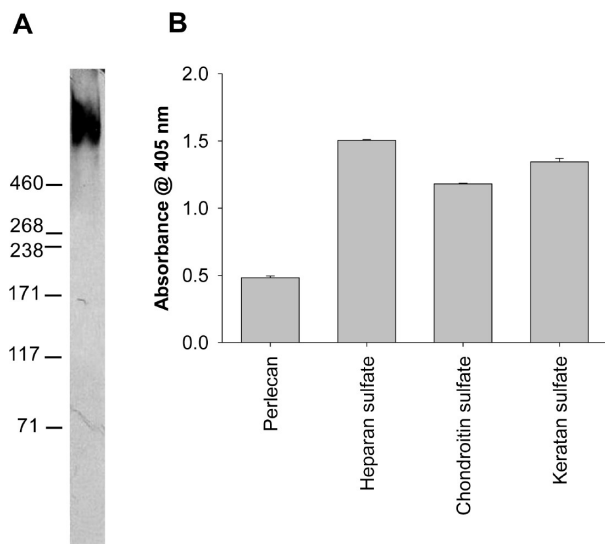 A
460
268
238
171
117
71
B
Absorbance @ 405 nm
2.0
1.5
1.0
0.5
0.0
Perlecan
Heparan sulfate
Chondroitin sulfate
Keratan sulfate